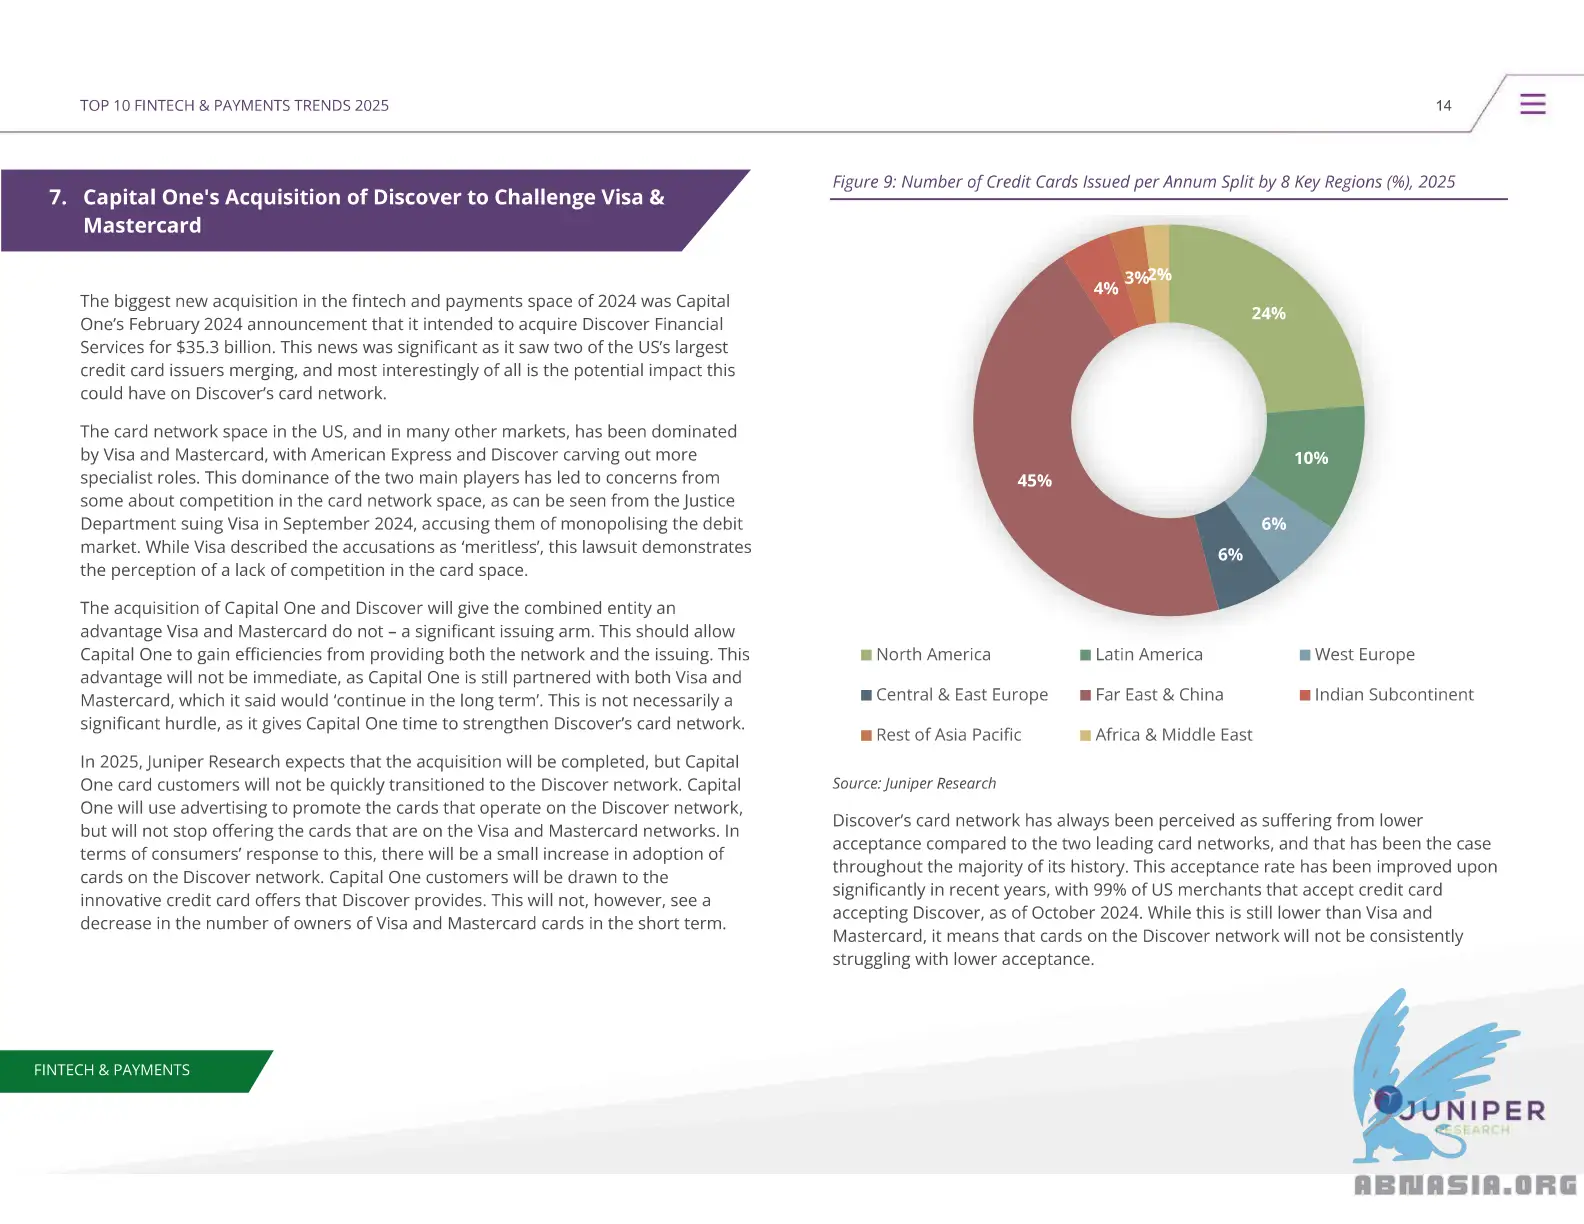 TOP 10 FINTECH & PAYMENTS TRENDS 2025
14
7. Capital One's Acquisition of Discover to Challenge Visa &
Mastercard
The biggest new acquisition in the fintech and payments space of 2024 was Capital
One’s February 2024 announcement that it intended to acquire Discover Financial
Services for $35.3 billion. This news was significant as it saw two of the US’s largest
credit card issuers merging, and most interestingly of all is the potential impact this
could have on Discover’s card network.
The card network space in the US, and in many other markets, has been dominated
by Visa and Mastercard, with American Express and Discover carving out more
specialist roles. This dominance of the two main players has led to concerns from
some about competition in the card network space, as can be seen from the Justice
Department suing Visa in September 2024, accusing them of monopolising the debit
market. While Visa described the accusations as ‘meritless’, this lawsuit demonstrates
the perception of a lack of competition in the card space.
The acquisition of Capital One and Discover will give the combined entity an
advantage Visa and Mastercard do not – a significant issuing arm. This should allow
Capital One to gain efficiencies from providing both the network and the issuing. This
advantage will not be immediate, as Capital One is still partnered with both Visa and
Mastercard, which it said would ‘continue in the long term’. This is not necessarily a
significant hurdle, as it gives Capital One time to strengthen Discover’s card network.
In 2025, Juniper Research expects that the acquisition will be completed, but Capital
One card customers will not be quickly transitioned to the Discover network. Capital
One will use advertising to promote the cards that operate on the Discover network,
but will not stop offering the cards that are on the Visa and Mastercard networks. In
terms of consumers’ response to this, there will be a small increase in adoption of
cards on the Discover network. Capital One customers will be drawn to the
innovative credit card offers that Discover provides. This will not, however, see a
decrease in the number of owners of Visa and Mastercard cards in the short term.
Figure 9: Number of Credit Cards Issued per Annum Split by 8 Key Regions (%), 2025
4%
3%
2%
24%
10%
45%
6%
6%
North America
Latin America
West Europe
Central & East Europe
Far East & China
Indian Subcontinent
Rest of Asia Pacific
Africa & Middle East
Source: Juniper Research
Discover’s card network has always been perceived as suffering from lower
acceptance compared to the two leading card networks, and that has been the case
throughout the majority of its history. This acceptance rate has been improved upon
significantly in recent years, with 99% of US merchants that accept credit card
accepting Discover, as of October 2024. While this is still lower than Visa and
Mastercard, it means that cards on the Discover network will not be consistently
struggling with lower acceptance.
FINTECH & PAYMENTS
JUNIPER
RESEARCH
ABNASIA.ORG